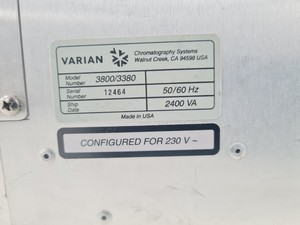 VARIAN
Chromatography Systems
Walnut Creek, CA 94598 USA
Model Number 3800/3380
Serial Number 12464 50/60 Hz
Ship Date 2400 VA
Made in USA
CONFIGURED FOR 230 V ~